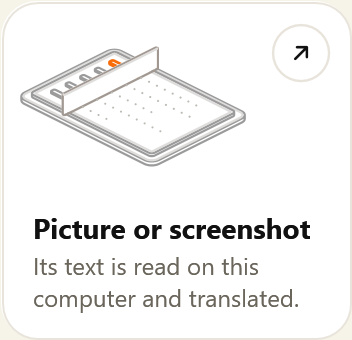 Picture or screenshot
Its text is read on this
computer and translated.